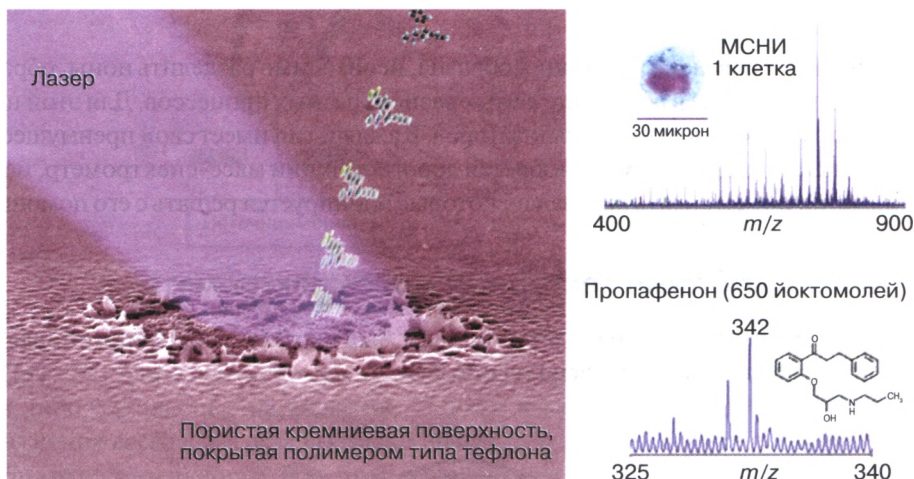 Лазер
Пористая кремниевая поверхность,
покрытая полимером типа тефлона
МСНИ
1 клетка
30 микрон
400
m/z
900
Пропафенон (650 йоктомолей)
342
O
O
OH
N
H
CH₃
325
m/z
340